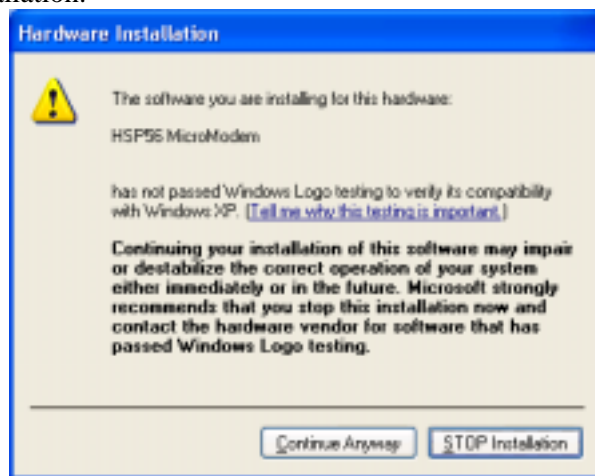 Hardware Installation
The software you are installing for this hardware:
HSP56 MicroModem
has not passed Windows Logo testing to verify its compatibility
with Windows XP. (Tell me why this testing is important.)
Continuing your installation of this software may impair
or destabilize the correct operation of your system
either immediately or in the future. Microsoft strongly
recommends that you stop this installation now and
contact the hardware vendor for software that has
passed Windows Logo testing.
Continue Anyway STOP Installation